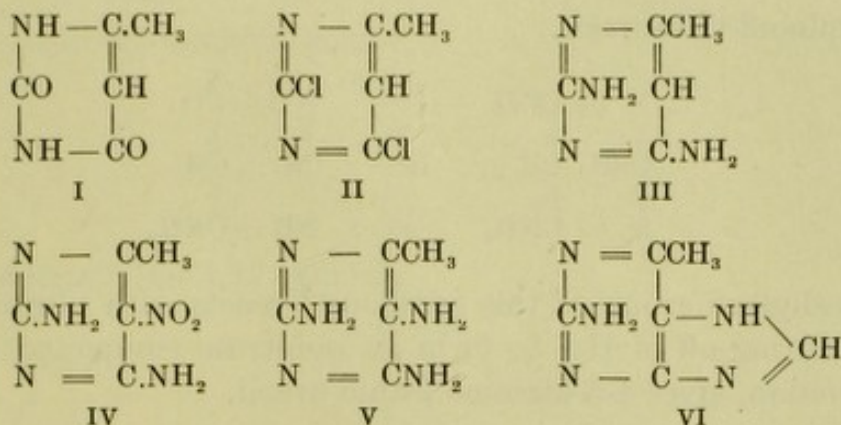 NH — C.CH₃ N — C.CH₃ N — CCH₃
CO CH CCl CH CNH₂ CH
NH — CO N = CCl N = C.NH₂
I II III
N — CCH₃ N — CCH₃ N = CCH₃
C.NH₂ C.NO₂ CNH₂ C.NH₂ CNH₂ C — NH
CH
N = C.NH₂ N = CNH₂ N — C — N
IV V VI